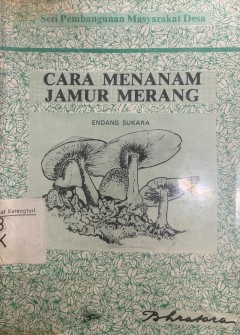 Seri Pembangunan Masyarakat Desa
CARA MENANAM
JAMUR MERANG
ENDANG SUKARA
Bhratara